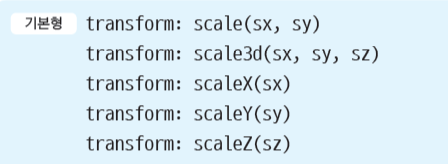 기본형 transform: scale(sx, sy)
transform: scale3d(sx, sy, sz)
transform: scaleX(sx)
transform: scaleY(sy)
transform: scaleZ(sz)